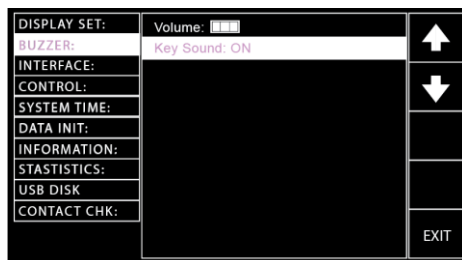 DISPLAY SET:
BUZZER:
INTERFACE:
CONTROL:
SYSTEM TIME:
DATA INIT:
INFORMATION:
STASTISTICS:
USB DISK
CONTACT CHK:
Volume:
Key Sound: ON
EXIT